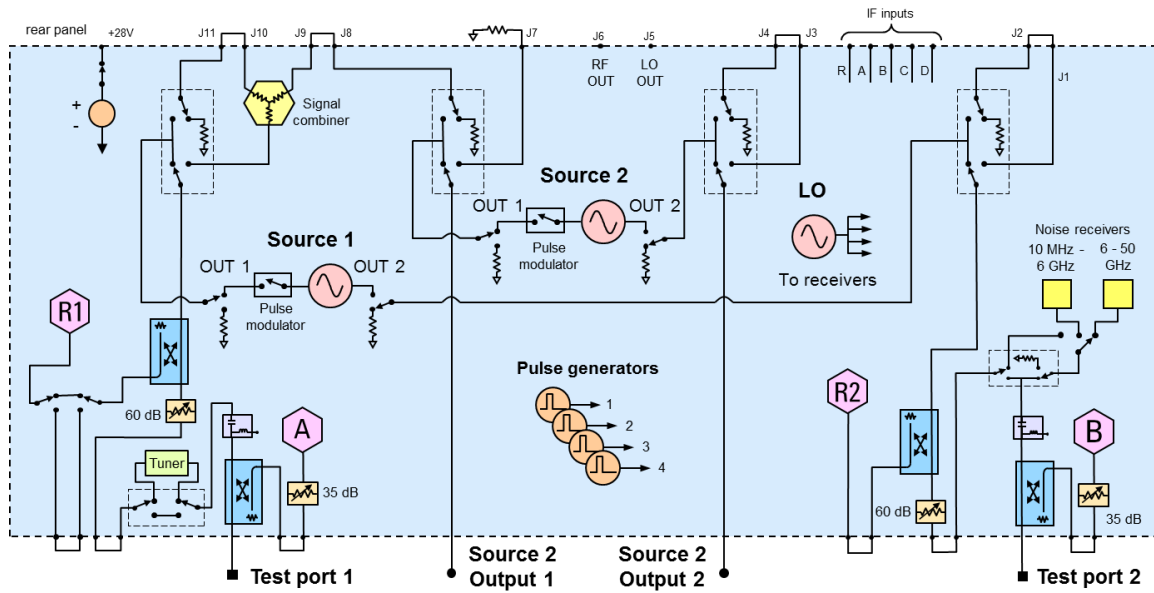 IF inputs
rear panel
+28V
J11
J10
J9
J8
J7
J6
J5
J4
J3
J2
RF
OUT
LO
OUT
R
A
B
C
D
J1
+
-
Signal
combiner
Source 2
OUT 1
OUT 2
Pulse
modulator
LO
To receivers
Noise receivers
10 MHz -
6 GHz
6 - 50
GHz
Source 1
OUT 1
OUT 2
Pulse
modulator
R1
60 dB
Tuner
A
35 dB
Pulse generators
1
2
3
4
R2
60 dB
B
35 dB
Test port 1
Source 2
Output 1
Source 2
Output 2
Test port 2